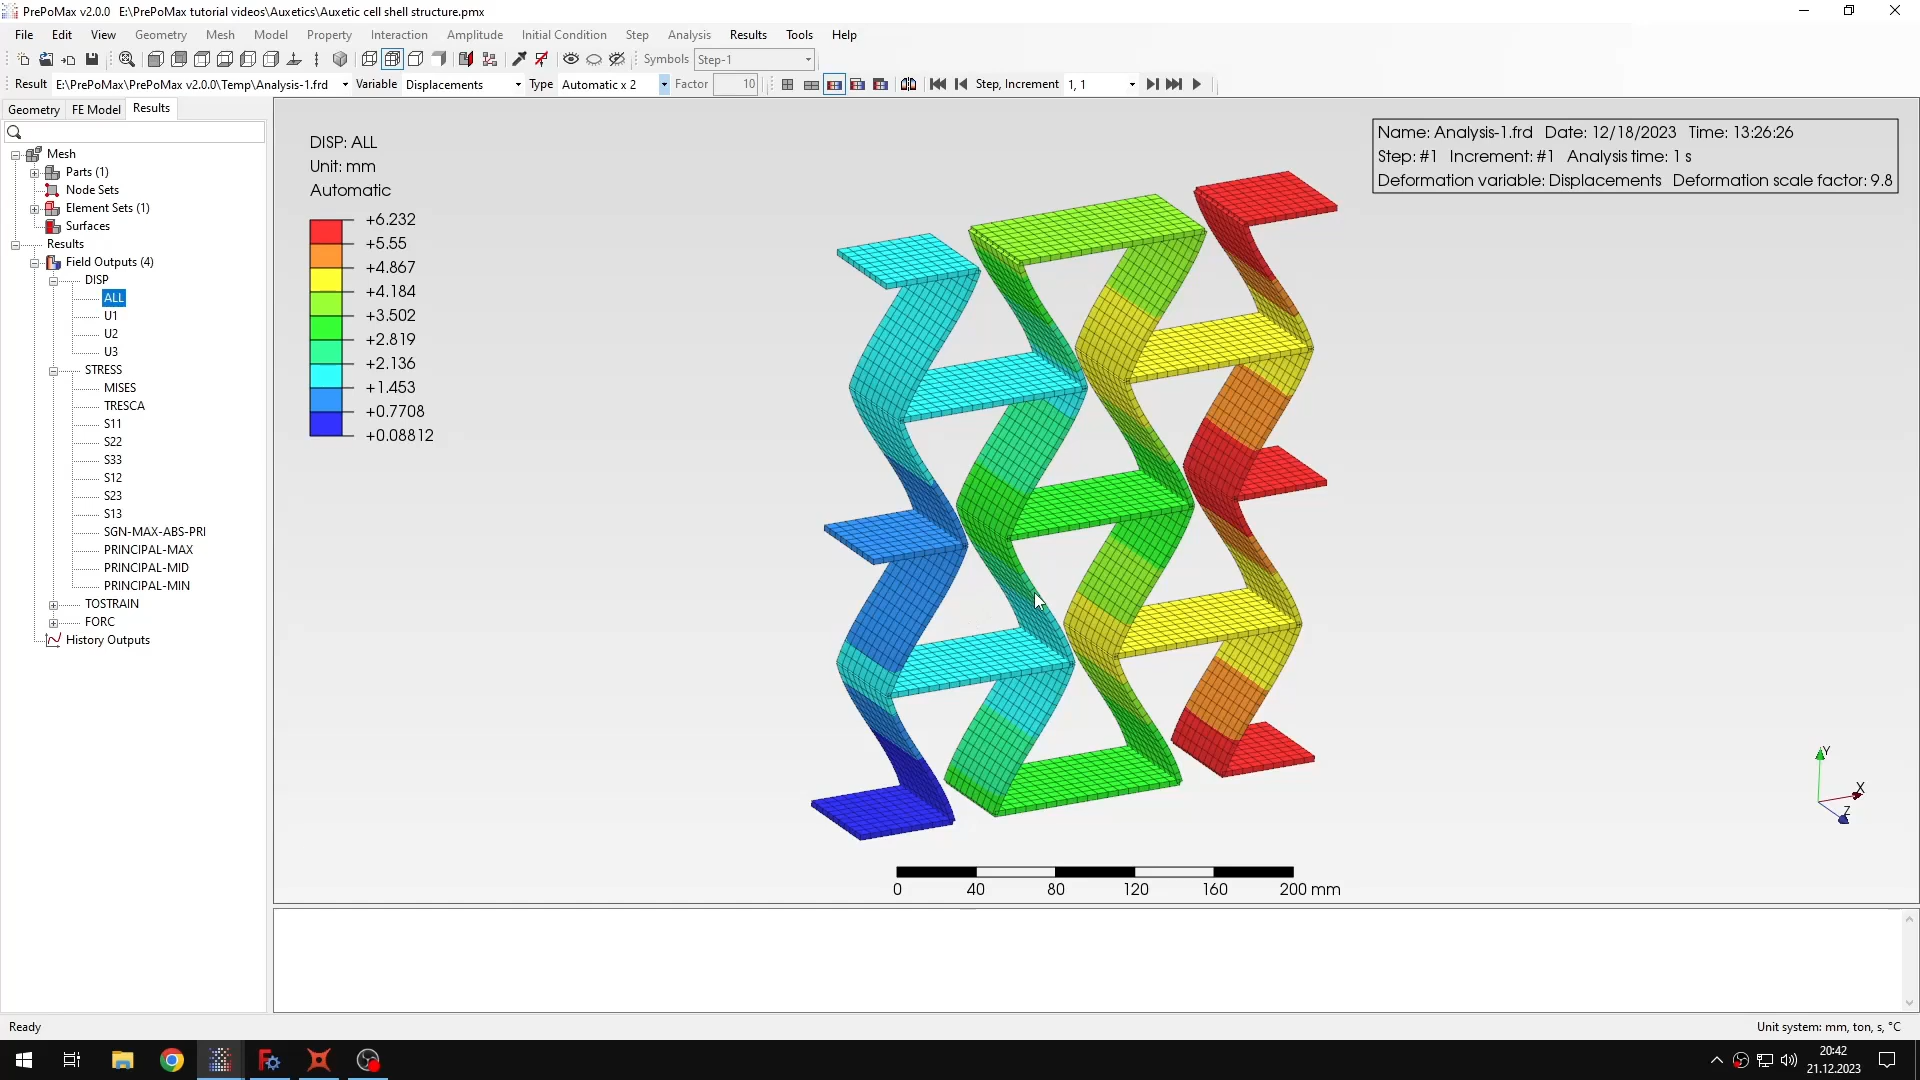 PrePoMax v2.0.0   E:\PrePoMax tutorial videos\Auxetics\Auxetic cell shell structure.pmx
File Edit View Geometry Mesh Model Property Interaction Amplitude Initial Condition Step Analysis Results Tools Help
Symbols Step-1
Result E:\PrePoMax\PrePoMax v2.0.0\Temp\Analysis-1.frd Variable Displacements Type Automatic x 2 Factor 10 Step, Increment 1, 1
Geometry FE Model Results
Mesh
Parts (1)
Node Sets
Element Sets (1)
Surfaces
Results
Field Outputs (4)
DISP
ALL
U1
U2
U3
STRESS
MISES
TRESCA
S11
S22
S33
S12
S23
S13
SGN-MAX-ABS-PRI
PRINCIPAL-MAX
PRINCIPAL-MID
PRINCIPAL-MIN
TOSTRAIN
FORC
History Outputs
DISP: ALL
Unit: mm
Automatic
+6.232
+5.55
+4.867
+4.184
+3.502
+2.819
+2.136
+1.453
+0.7708
+0.08812
Name: Analysis-1.frd Date: 12/18/2023 Time: 13:26:26
Step: #1 Increment: #1 Analysis time: 1 s
Deformation variable: Displacements Deformation scale factor: 9.8
Y
X
Z
0 40 80 120 160 200 mm
Ready
Unit system: mm, ton, s, °C
20:42
21.12.2023